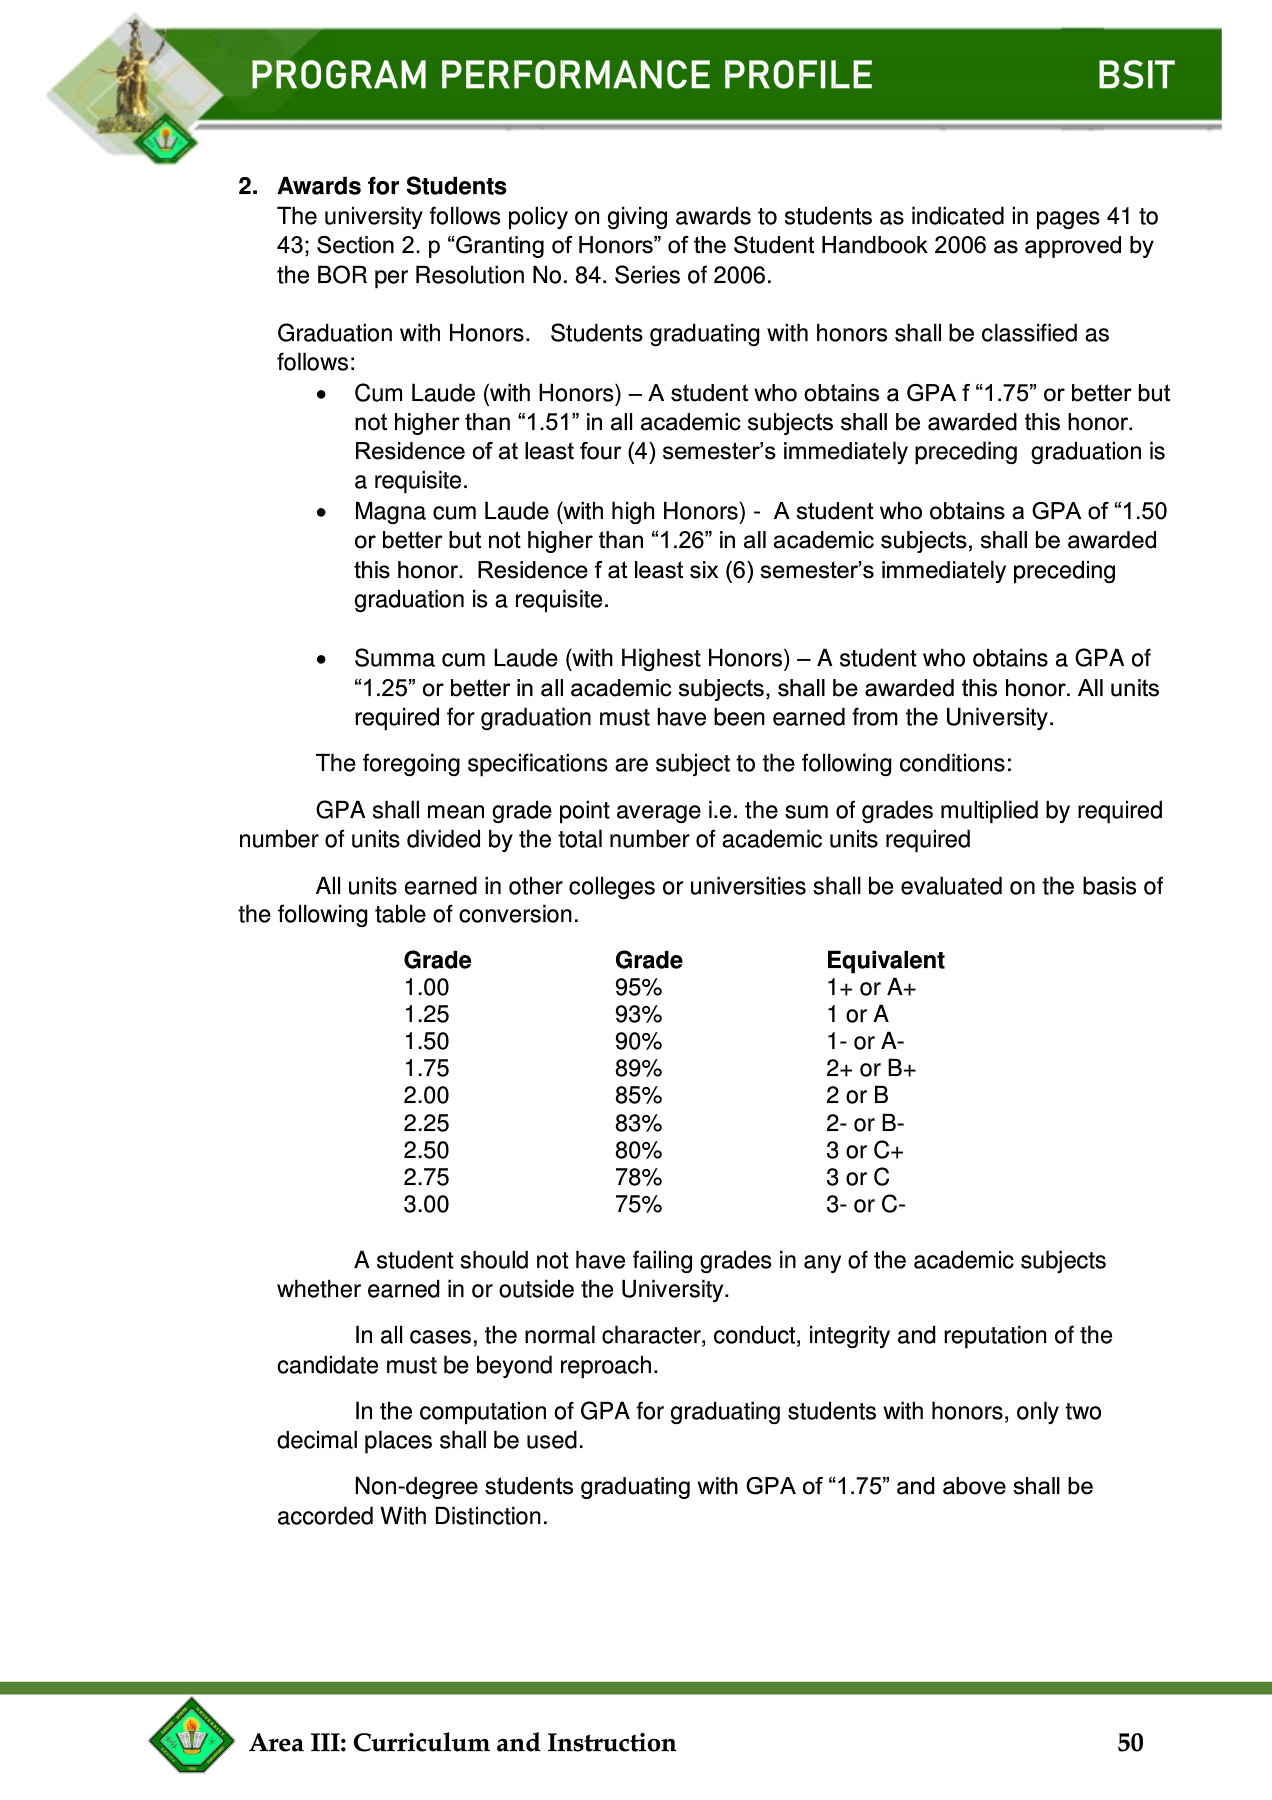 PROGRAM PERFORMANCE PROFILE BSIT
2. Awards for Students
The university follows policy on giving awards to students as indicated in pages 41 to
43; Section 2. p “Granting of Honors” of the Student Handbook 2006 as approved by
the BOR per Resolution No. 84. Series of 2006.
Graduation with Honors. Students graduating with honors shall be classified as
follows:
• Cum Laude (with Honors) – A student who obtains a GPA f “1.75” or better but
not higher than “1.51” in all academic subjects shall be awarded this honor.
Residence of at least four (4) semester’s immediately preceding graduation is
a requisite.
• Magna cum Laude (with high Honors) - A student who obtains a GPA of “1.50
or better but not higher than “1.26” in all academic subjects, shall be awarded
this honor. Residence f at least six (6) semester’s immediately preceding
graduation is a requisite.
• Summa cum Laude (with Highest Honors) – A student who obtains a GPA of
“1.25” or better in all academic subjects, shall be awarded this honor. All units
required for graduation must have been earned from the University.
The foregoing specifications are subject to the following conditions:
GPA shall mean grade point average i.e. the sum of grades multiplied by required
number of units divided by the total number of academic units required
All units earned in other colleges or universities shall be evaluated on the basis of
the following table of conversion.
Grade Grade Equivalent
1.00 95% 1+ or A+
1.25 93% 1 or A
1.50 90% 1- or A-
1.75 89% 2+ or B+
2.00 85% 2 or B
2.25 83% 2- or B-
2.50 80% 3 or C+
2.75 78% 3 or C
3.00 75% 3- or C-
A student should not have failing grades in any of the academic subjects
whether earned in or outside the University.
In all cases, the normal character, conduct, integrity and reputation of the
candidate must be beyond reproach.
In the computation of GPA for graduating students with honors, only two
decimal places shall be used.
Non-degree students graduating with GPA of “1.75” and above shall be
accorded With Distinction.
Area III: Curriculum and Instruction 50